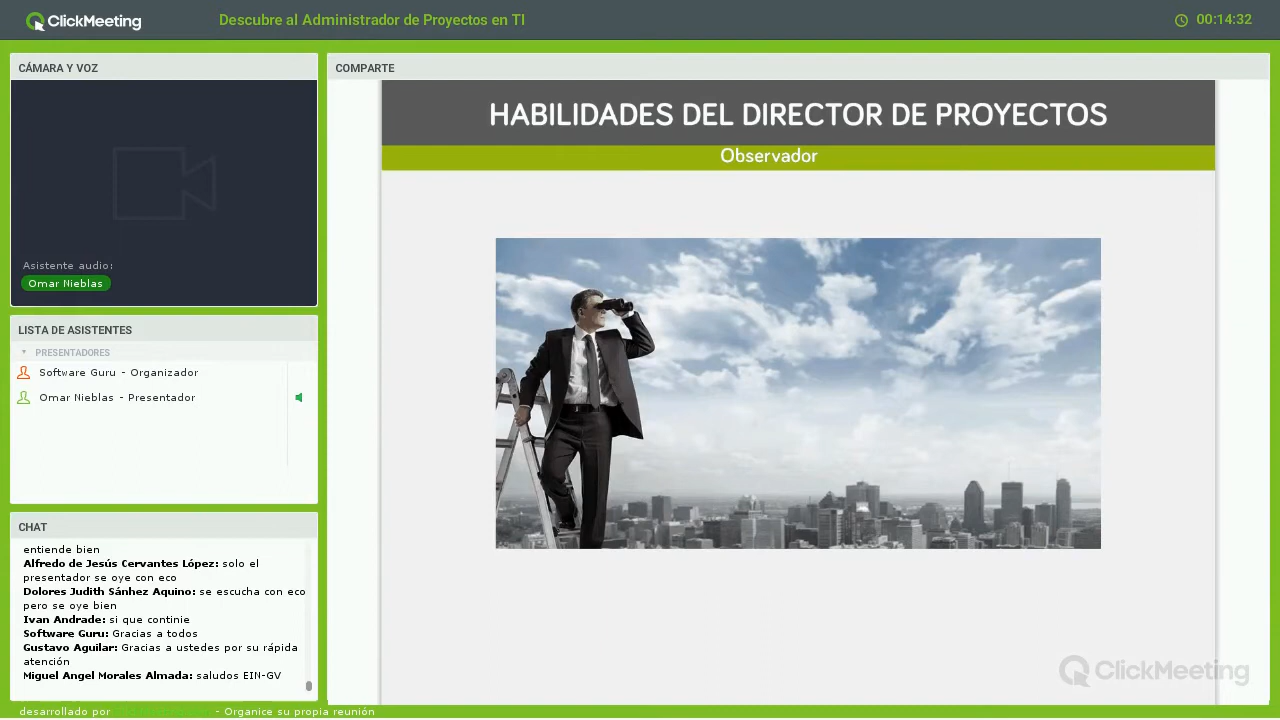 ClickMeeting
Descubre al Administrador de Proyectos en TI
00:14:32
CÁMARA Y VOZ
Asistente audio:
Omar Nieblas
LISTA DE ASISTENTES
PRESENTADORES
Software Guru - Organizador
Omar Nieblas - Presentador
CHAT
entiende bien
Alfredo de Jesús Cervantes López: solo el
presentador se oye con eco
Dolores Judith Sánhez Aquino: se escucha con eco
pero se oye bien
Ivan Andrade: si que continie
Software Guru: Gracias a todos
Gustavo Aguilar: Gracias a ustedes por su rápida
atención
Miguel Angel Morales Almada: saludos EIN-GV
COMPARTE
HABILIDADES DEL DIRECTOR DE PROYECTOS
Observador
ClickMeeting
desarrollado por - Organice su propia reunión